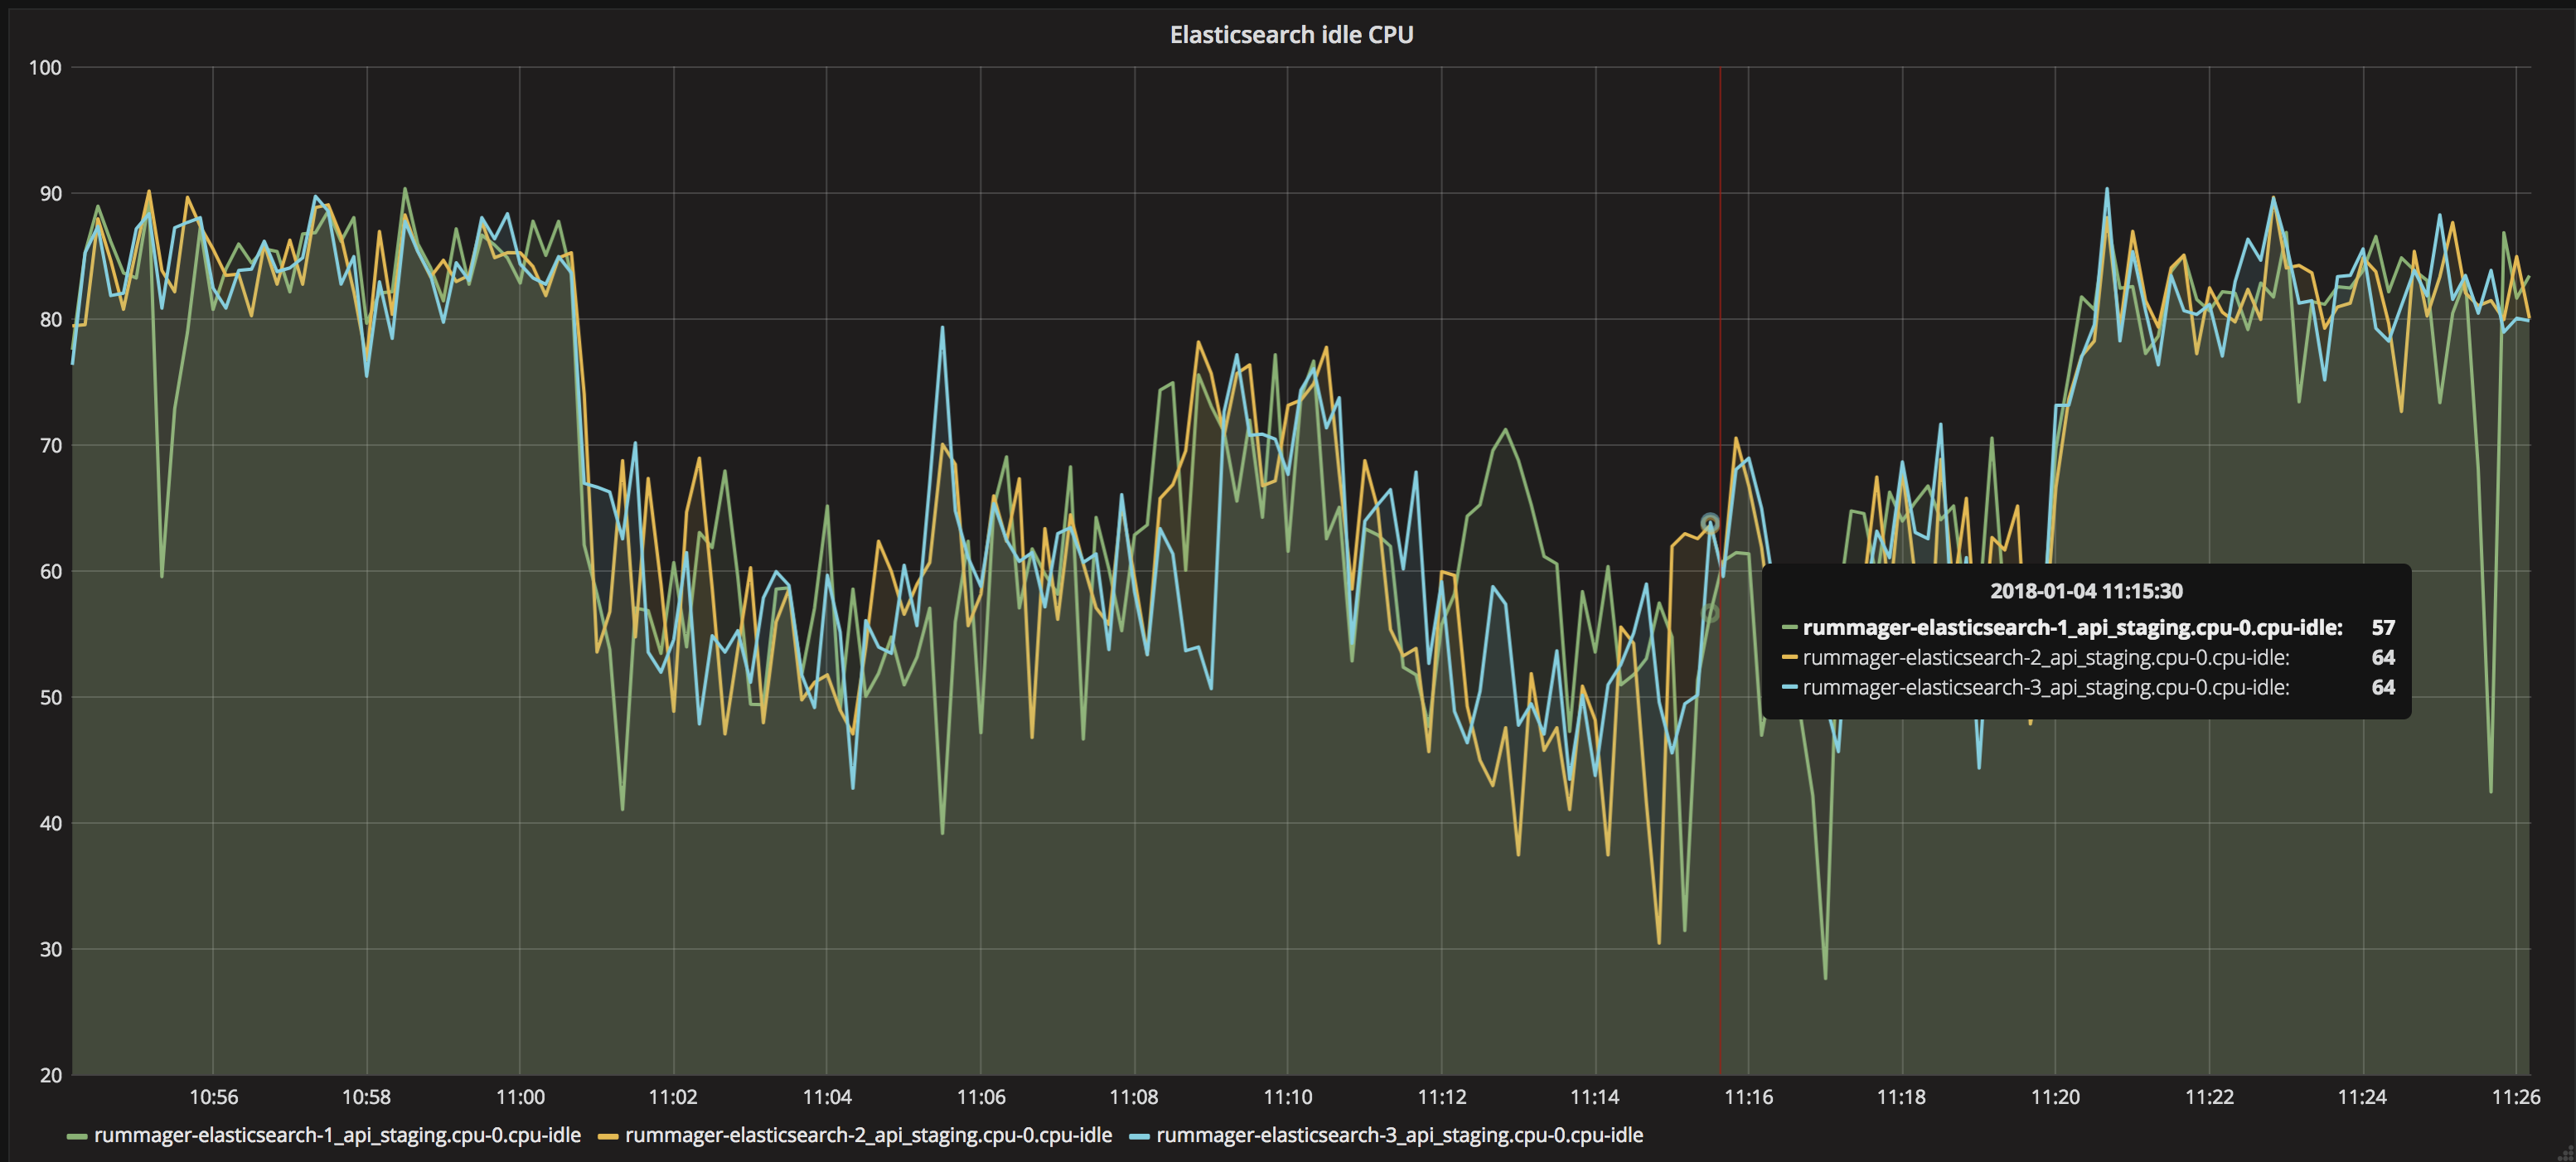 Elasticsearch idle CPU
100
90
80
70
60
50
40
30
20
2018-01-04 11:15:30
rummager-elasticsearch-1_api_staging.cpu-0.cpu-idle: 57
rummager-elasticsearch-2_api_staging.cpu-0.cpu-idle: 64
rummager-elasticsearch-3_api_staging.cpu-0.cpu-idle: 64
10:56 10:58 11:00 11:02 11:04 11:06 11:08 11:10 11:12 11:14 11:16 11:18 11:20 11:22 11:24 11:26
rummager-elasticsearch-1_api_staging.cpu-0.cpu-idle rummager-elasticsearch-2_api_staging.cpu-0.cpu-idle rummager-elasticsearch-3_api_staging.cpu-0.cpu-idle